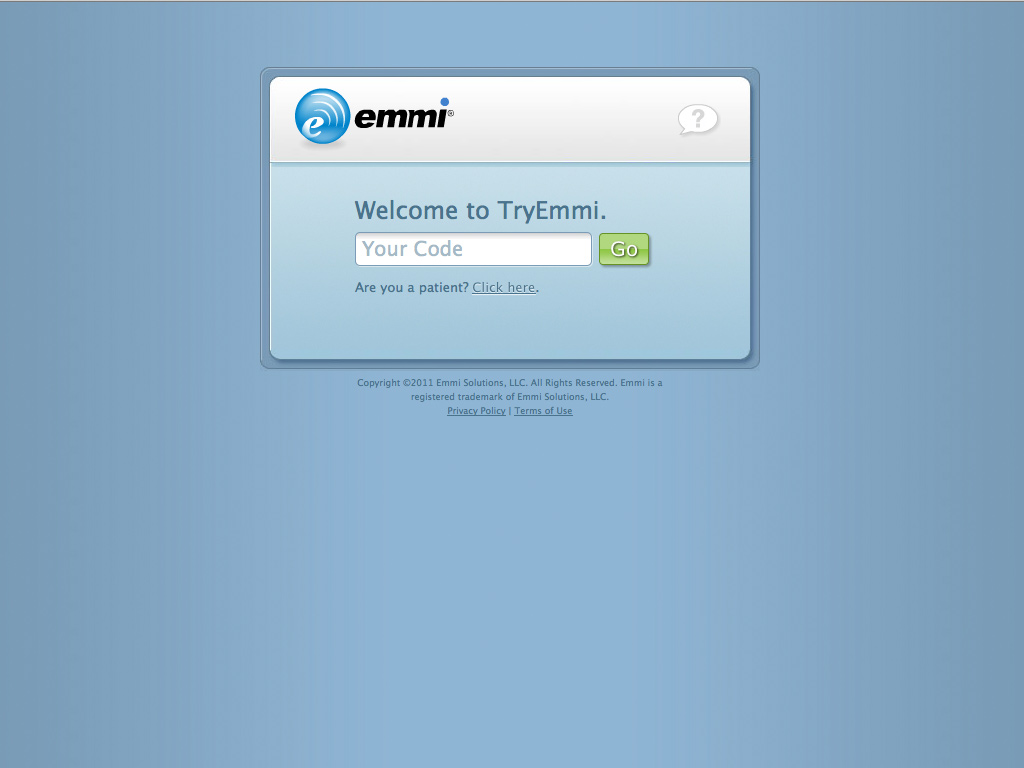 e emmi®
?
Welcome to TryEmmi.
Your Code Go
Are you a patient? Click here.
Copyright ©2011 Emmi Solutions, LLC. All Rights Reserved. Emmi is a
registered trademark of Emmi Solutions, LLC.
Privacy Policy | Terms of Use